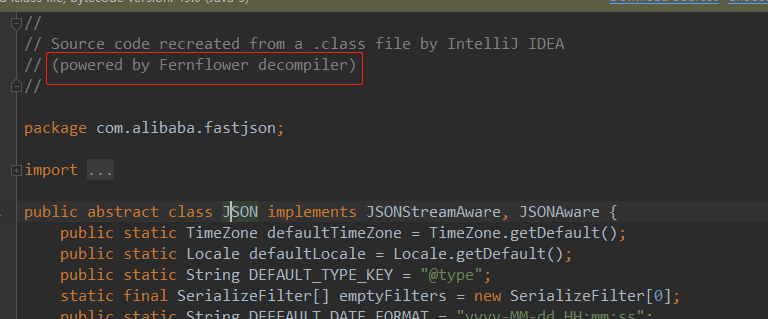 //
// Source code recreated from a .class file by IntelliJ IDEA
// (powered by Fernflower decompiler)
//
package com.alibaba.fastjson;
import ...
public abstract class JSON implements JSONStreamAware, JSONAware {
public static TimeZone defaultTimeZone = TimeZone.getDefault();
public static Locale defaultLocale = Locale.getDefault();
public static String DEFAULT_TYPE_KEY = "@type";
static final SerializeFilter[] emptyFilters = new SerializeFilter[0];
public static String DEFFAULT_DATE_FORMAT = "yyyy-MM-dd HH:mm:ss";